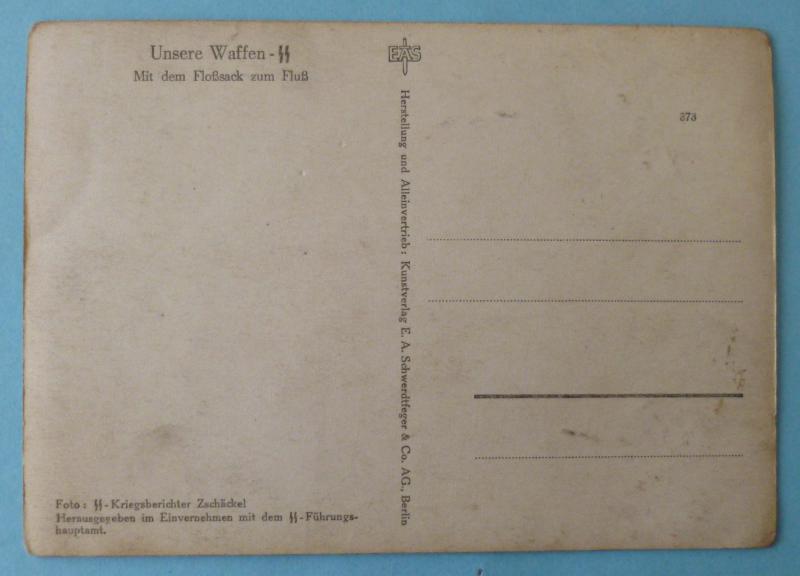 Unsere Waffen-ᛋᛋ
Mit dem Floßsack zum Fluß
EAS
373
Herstellung und Alleinvertrieb: Kunstverlag E. A. Schwerdtfeger & Co. AG., Berlin
Foto: ᛋᛋ-Kriegsberichter Zschäckel
Herausgegeben im Einvernehmen mit dem ᛋᛋ-Führungs-
hauptamt.